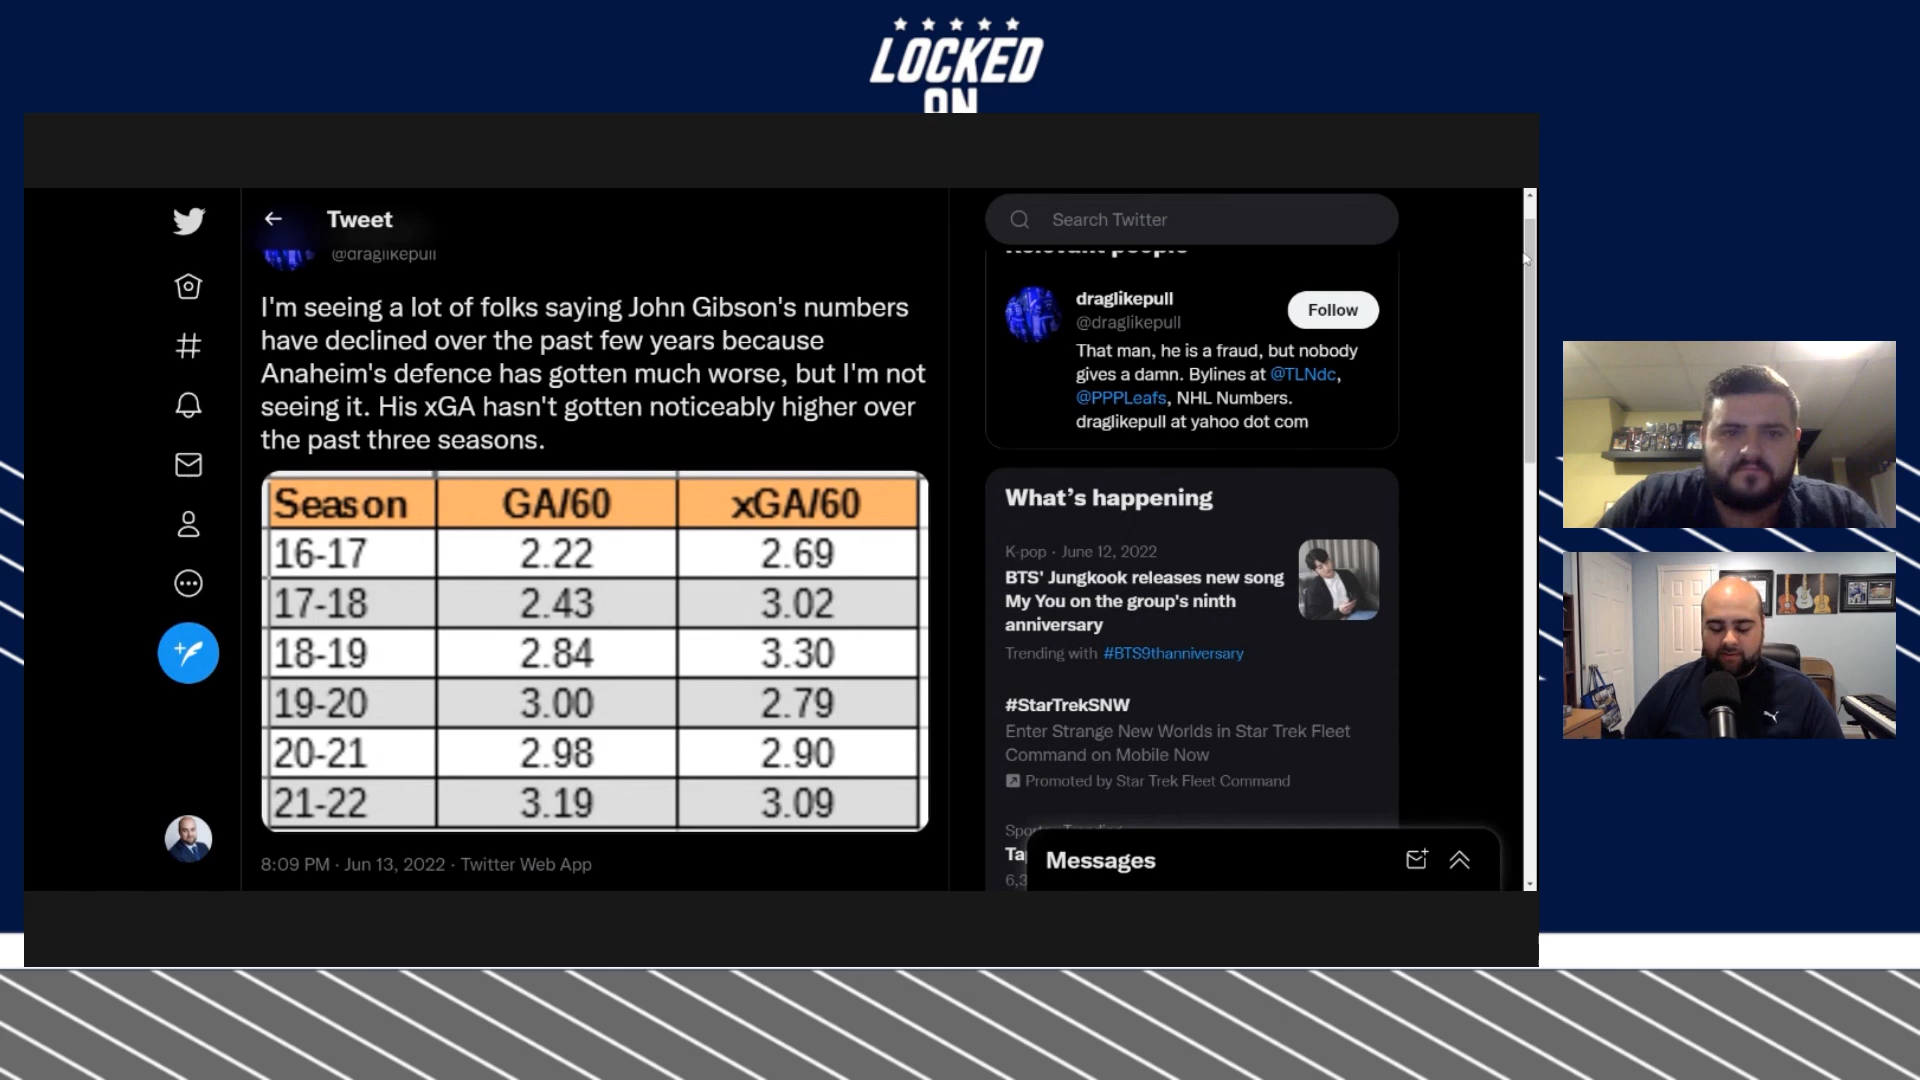 LOCKED
ON
Tweet
@draglikepull
I'm seeing a lot of folks saying John Gibson's numbers
have declined over the past few years because
Anaheim's defence has gotten much worse, but I'm not
seeing it. His xGA hasn't gotten noticeably higher over
the past three seasons.
Season GA/60 xGA/60
16-17 2.22 2.69
17-18 2.43 3.02
18-19 2.84 3.30
19-20 3.00 2.79
20-21 2.98 2.90
21-22 3.19 3.09
8:09 PM · Jun 13, 2022 · Twitter Web App
Search Twitter
Relevant people
draglikepull
@draglikepull
Follow
That man, he is a fraud, but nobody
gives a damn. Bylines at @TLNdc,
@PPPLeafs, NHL Numbers.
draglikepull at yahoo dot com
What's happening
K-pop · June 12, 2022
BTS' Jungkook releases new song
My You on the group's ninth
anniversary
Trending with #BTS9thanniversary
#StarTrekSNW
Enter Strange New Worlds in Star Trek Fleet
Command on Mobile Now
Promoted by Star Trek Fleet Command
Messages